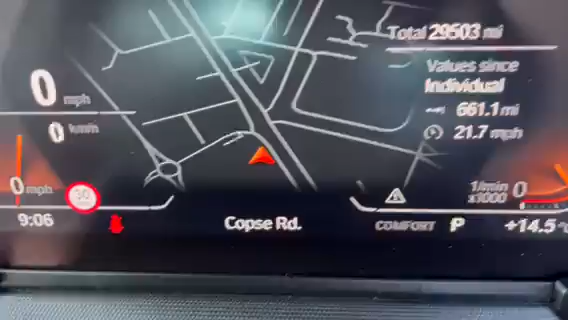 Total 29503 mi
Values since
Individual
661.1 mi
21.7 mph
0 mph
0 km/h
0 mph
30
1/min
x1000
0
9:06
Copse Rd.
COMFORT
P
+14.5°